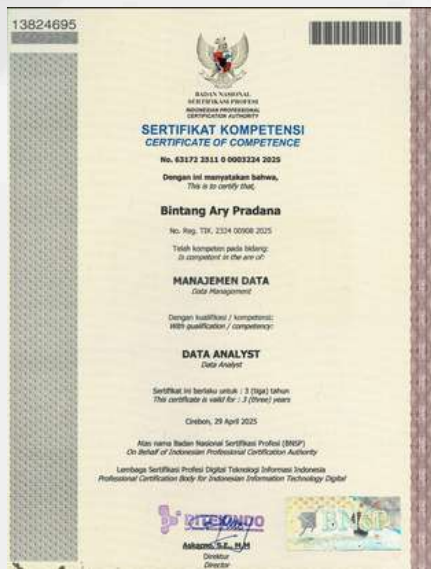 13824695
BADAN NASIONAL
SERTIFIKASI PROFESI
INDONESIAN PROFESSIONAL
CERTIFICATION AUTHORITY
SERTIFIKAT KOMPETENSI
CERTIFICATE OF COMPETENCE
No. 63172 2511 0 0003224 2025
Dengan ini menyatakan bahwa,
This is to certify that,
Bintang Ary Pradana
No. Reg. TIK. 2324 00908 2025
Telah kompeten pada bidang:
Is competent in the are of:
MANAJEMEN DATA
Data Management
Dengan kualifikasi / kompetensi:
With qualification / competency:
DATA ANALYST
Data Analyst
Sertifikat ini berlaku untuk : 3 (tiga) tahun
This certificate is valid for : 3 (three) years
Cirebon, 29 April 2025
Atas nama Badan Nasional Sertifikasi Profesi (BNSP)
On Behalf of Indonesian Professional Certification Authority
Lembaga Sertifikasi Profesi Digital Teknologi Informasi Indonesia
Professional Certification Body for Indonesian Information Technology Digital
BNSP
Direktur
Director